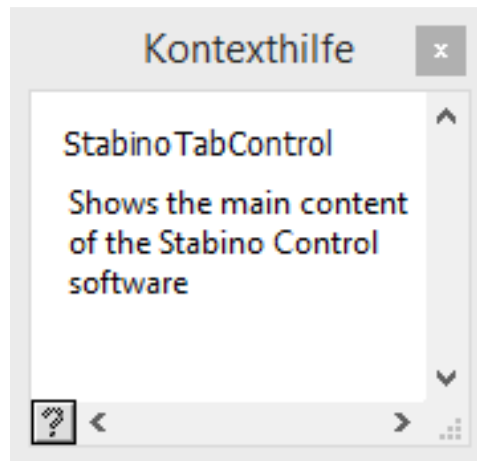 Kontexthilfe
x
StabinoTabControl
Shows the main content
of the Stabino Control
software
?